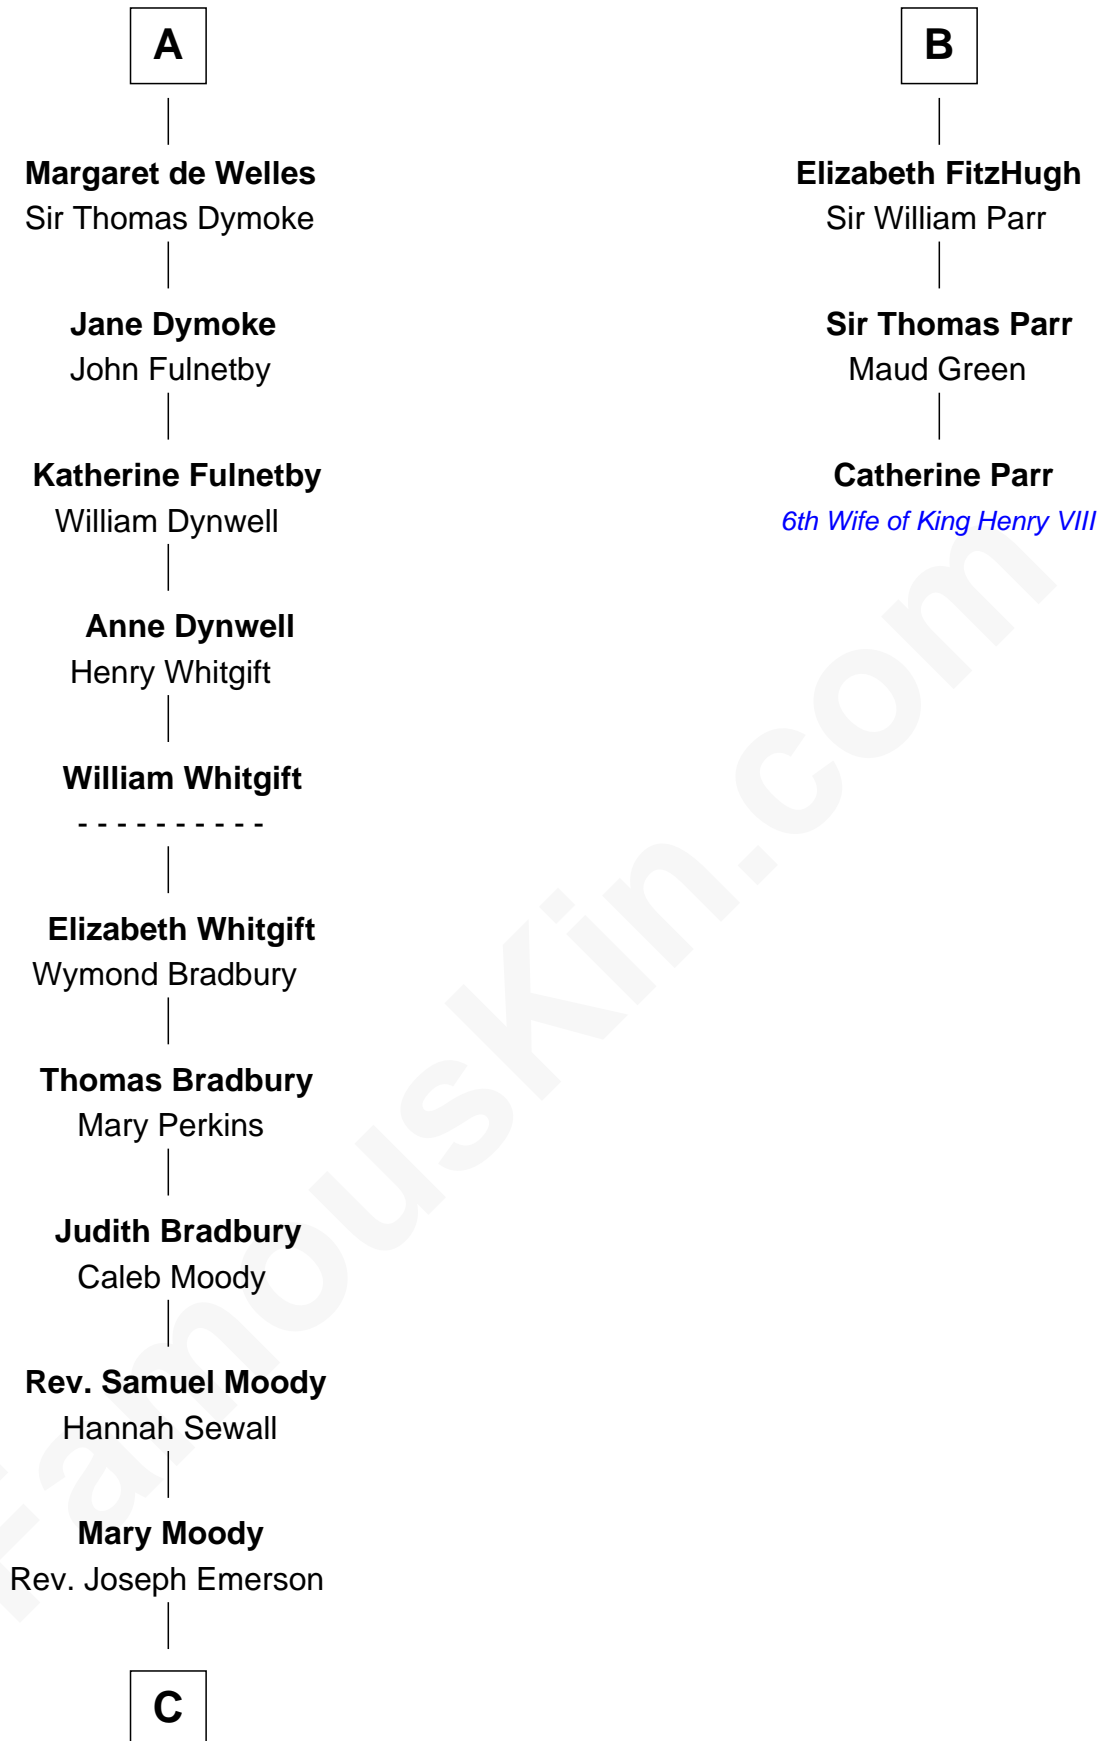 A
Margaret de Welles
Sir Thomas Dymoke
Jane Dymoke
John Fulnetby
Katherine Fulnetby
William Dynwell
Anne Dynwell
Henry Whitgift
William Whitgift
- - - - - - - - - -
Elizabeth Whitgift
Wymond Bradbury
Thomas Bradbury
Mary Perkins
Judith Bradbury
Caleb Moody
Rev. Samuel Moody
Hannah Sewall
Mary Moody
Rev. Joseph Emerson
C
B
Elizabeth FitzHugh
Sir William Parr
Sir Thomas Parr
Maud Green
Catherine Parr
6th Wife of King Henry VIII
FamousKin.com